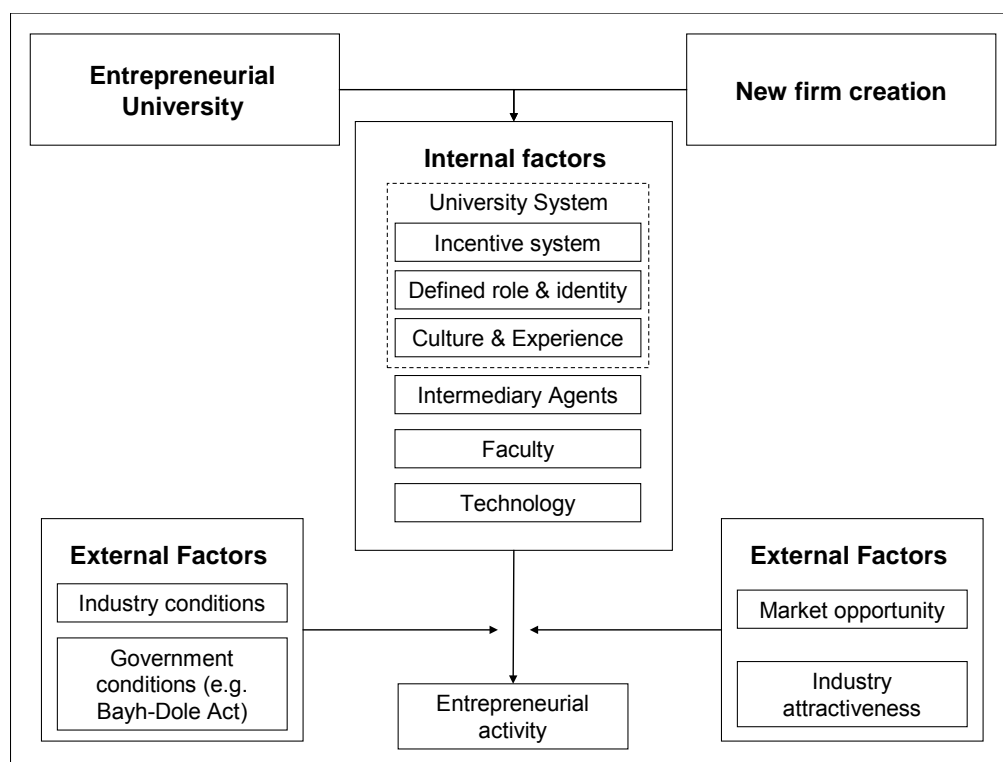 Entrepreneurial
University
New firm creation
Internal factors
University System
Incentive system
Defined role & identity
Culture & Experience
Intermediary Agents
Faculty
Technology
External Factors
Industry conditions
Government
conditions (e.g.
Bayh-Dole Act)
External Factors
Market opportunity
Industry
attractiveness
Entrepreneurial
activity